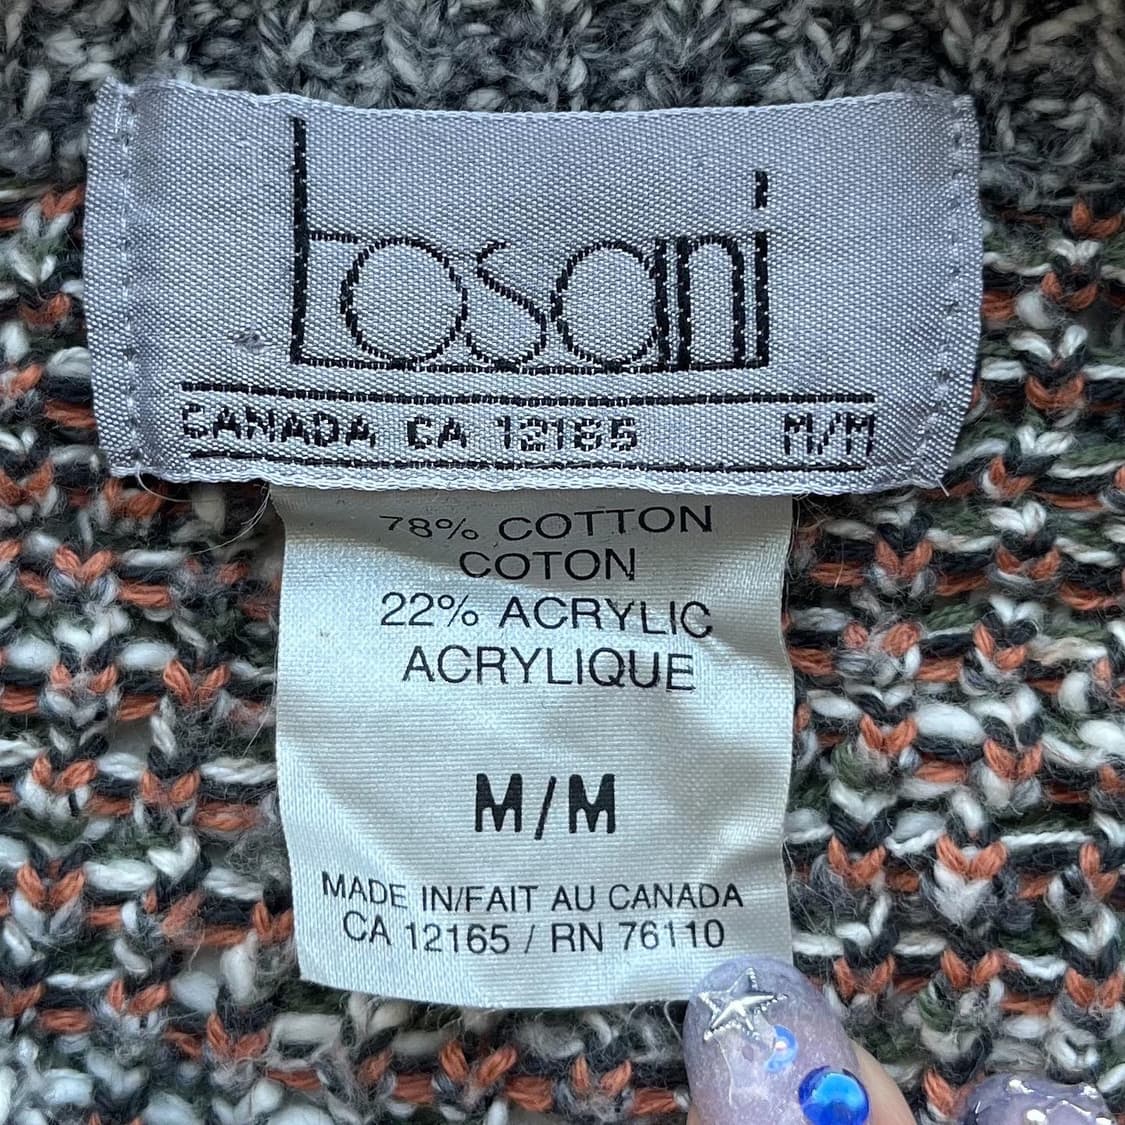 tosani
CANADA CA 12165 M/M
78% COTTON
COTON
22% ACRYLIC
ACRYLIQUE
M/M
MADE IN/FAIT AU CANADA
CA 12165 / RN 76110